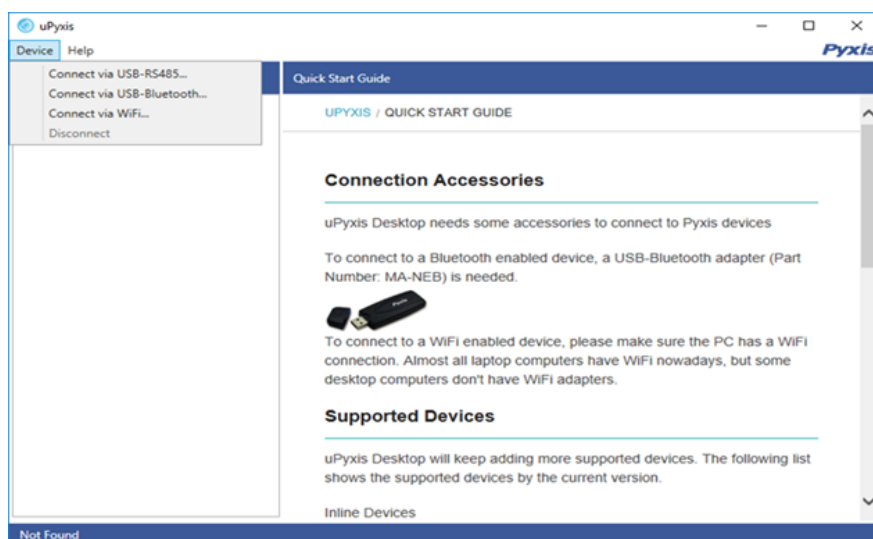 uPyxis
Device Help
Pyxis
Connect via USB-RS485...
Connect via USB-Bluetooth...
Connect via WiFi...
Disconnect
Quick Start Guide
UPYXIS / QUICK START GUIDE
Connection Accessories
uPyxis Desktop needs some accessories to connect to Pyxis devices
To connect to a Bluetooth enabled device, a USB-Bluetooth adapter (Part
Number: MA-NEB) is needed.
Pyxis
To connect to a WiFi enabled device, please make sure the PC has a WiFi
connection. Almost all laptop computers have WiFi nowadays, but some
desktop computers don't have WiFi adapters.
Supported Devices
uPyxis Desktop will keep adding more supported devices. The following list
shows the supported devices by the current version.
Inline Devices
Not Found